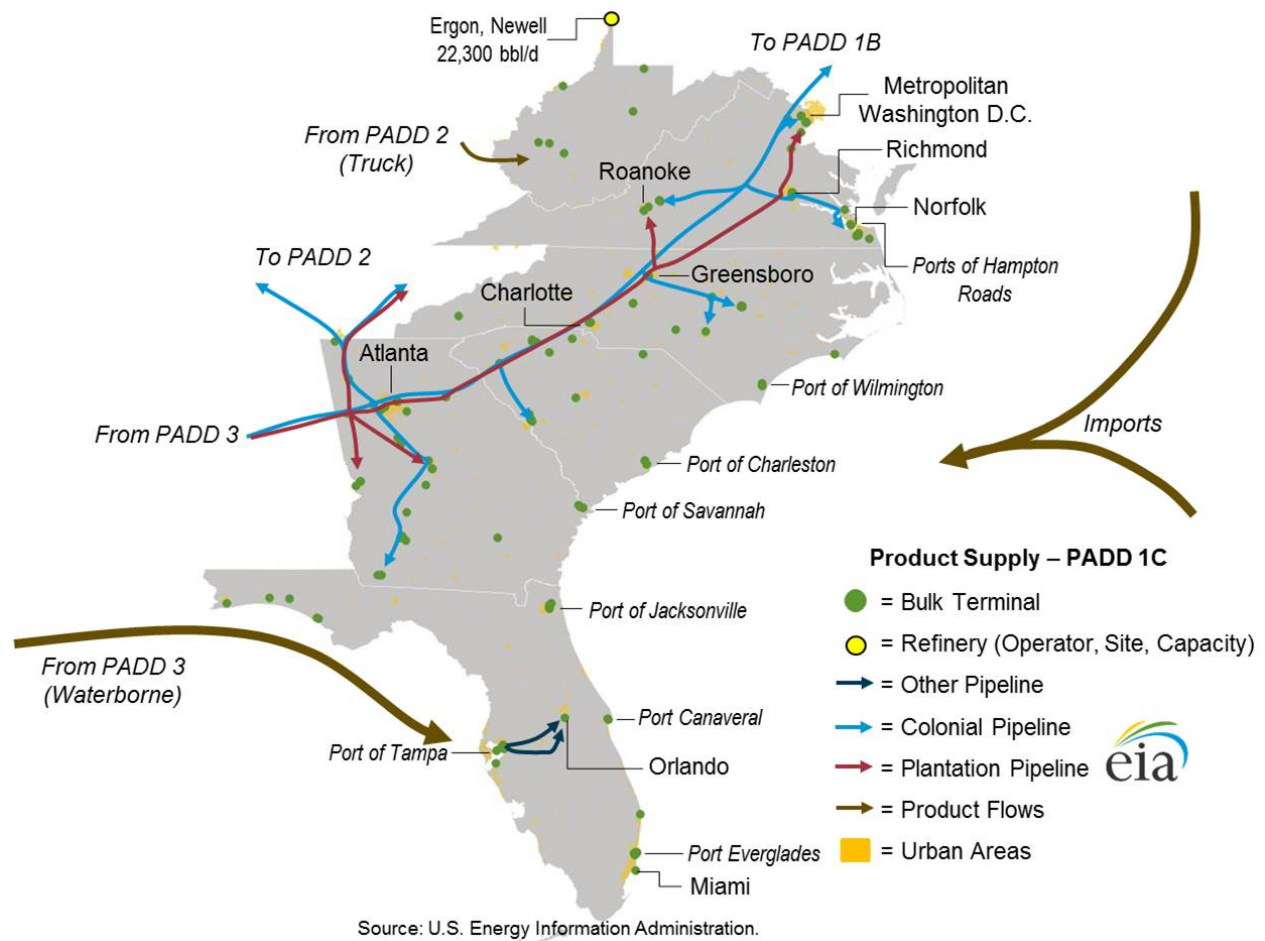 Ergon, Newell
22,300 bbl/d
To PADD 1B
Metropolitan
Washington D.C.
From PADD 2
(Truck)
Richmond
Roanoke
Norfolk
To PADD 2
Ports of Hampton
Roads
Greensboro
Charlotte
Atlanta
Port of Wilmington
Imports
From PADD 3
Port of Charleston
Port of Savannah
Product Supply – PADD 1C
= Bulk Terminal
= Refinery (Operator, Site, Capacity)
= Other Pipeline
= Colonial Pipeline
= Plantation Pipeline
= Product Flows
= Urban Areas
eia
Port of Jacksonville
From PADD 3
(Waterborne)
Port Canaveral
Port of Tampa
Orlando
Port Everglades
Miami
Source: U.S. Energy Information Administration.